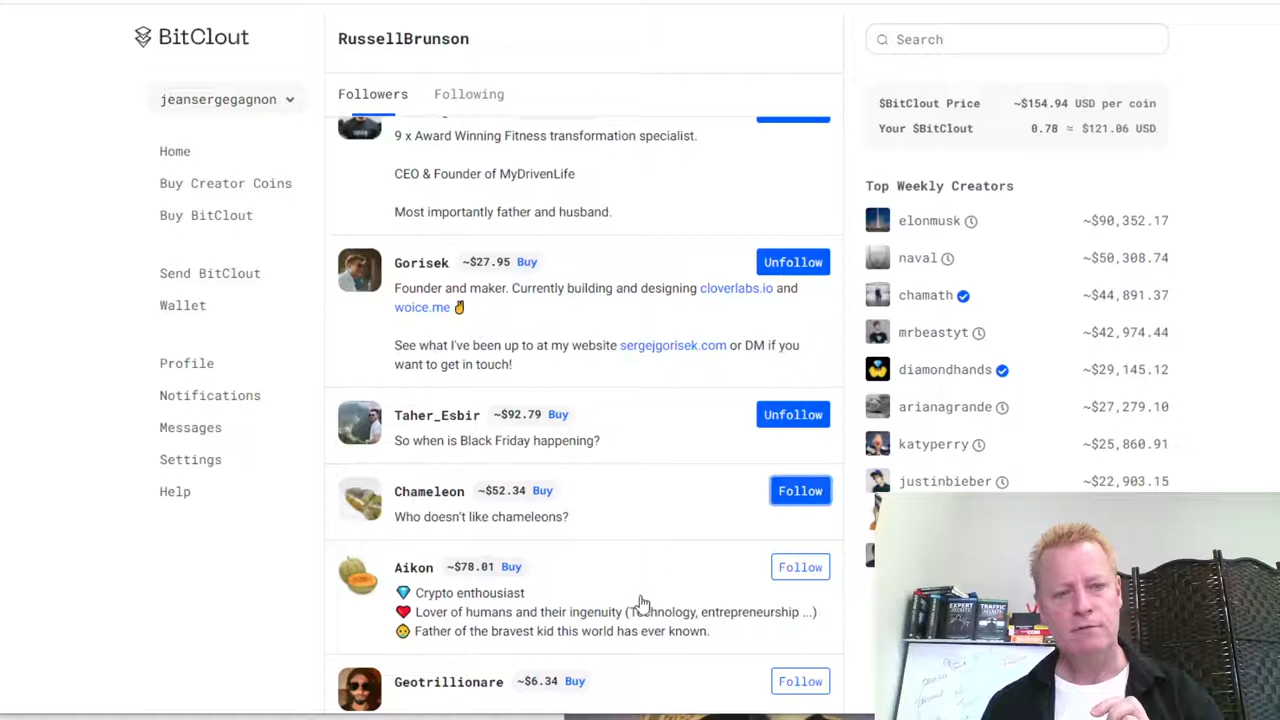 BitClout
jeansergegagnon
Home
Buy Creator Coins
Buy BitClout
Send BitClout
Wallet
Profile
Notifications
Messages
Settings
Help
RussellBrunson
Followers Following
9 x Award Winning Fitness transformation specialist.
CEO & Founder of MyDrivenLife
Most importantly father and husband.
Gorisek ~$27.95 Buy Unfollow
Founder and maker. Currently building and designing cloverlabs.io and
woice.me
See what I've been up to at my website sergejgorisek.com or DM if you
want to get in touch!
Taher_Esbir ~$92.79 Buy Unfollow
So when is Black Friday happening?
Chameleon ~$52.34 Buy Follow
Who doesn't like chameleons?
Aikon ~$78.01 Buy Follow
Crypto enthusiast
Lover of humans and their ingenuity (Technology, entrepreneurship ...)
Father of the bravest kid this world has ever known.
Geotrillionare ~$6.34 Buy Follow
Search
$BitClout Price ~$154.94 USD per coin
Your $BitClout 0.78 ≈ $121.06 USD
Top Weekly Creators
elonmusk ~$90,352.17
naval ~$50,308.74
chamath ~$44,891.37
mrbeastyt ~$42,974.44
diamondhands ~$29,145.12
arianagrande ~$27,279.10
katyperry ~$25,860.91
justinbieber ~$22,903.15
EXPERT
SECRETS
TRAFFIC
SECRETS